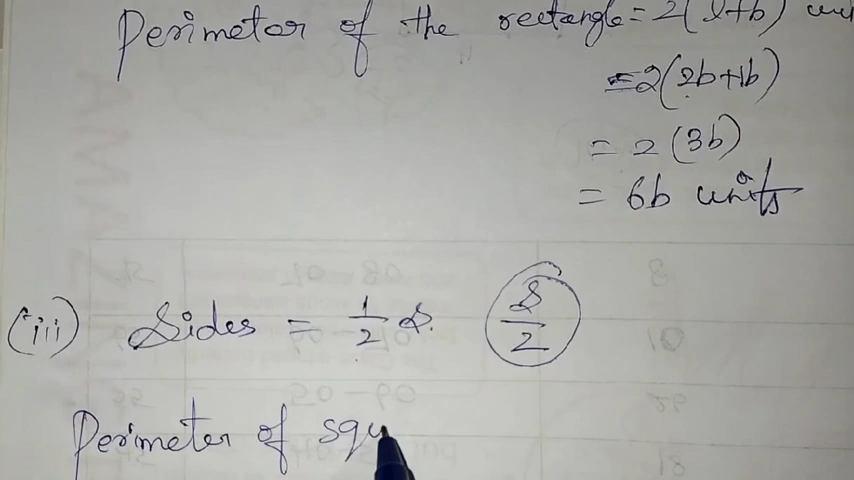 Perimeter of the rectangle = 2(l+b)
= 2(2b+1b)
= 2(3b)
= 6b units
(iii) Sides = 1/2 s. s/2
Perimeter of squ